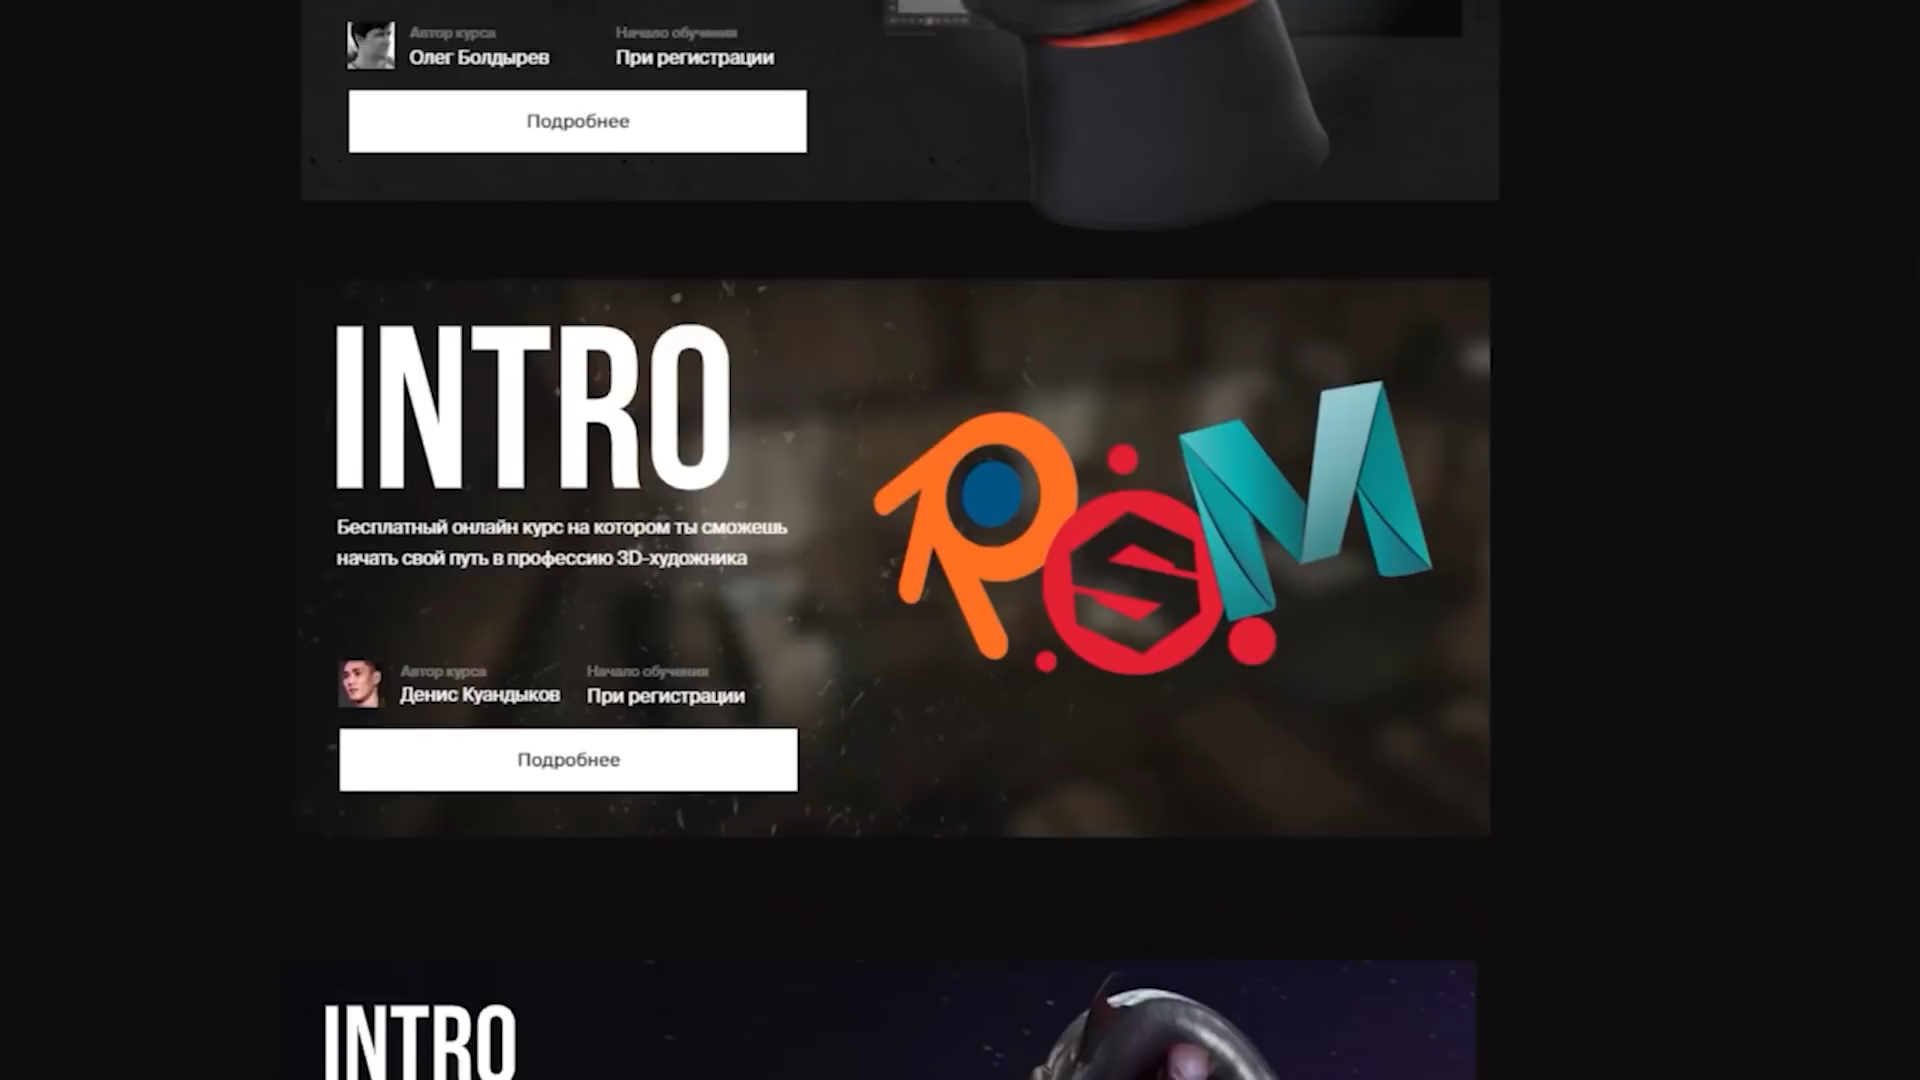 Автор курса
Начало обучения
Олег Болдырев
При регистрации
Подробнее
INTRO
Бесплатный онлайн курс на котором ты сможешь
начать свой путь в профессию 3D-художника
Автор курса
Начало обучения
Денис Куандыков
При регистрации
Подробнее
INTRO